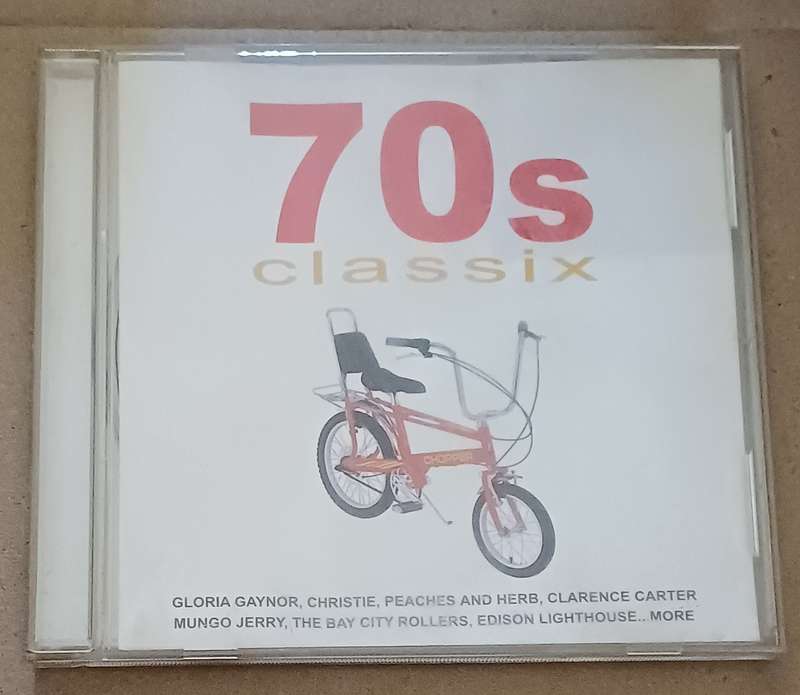 70s
classix
CHOPPER
GLORIA GAYNOR, CHRISTIE, PEACHES AND HERB, CLARENCE CARTER
MUNGO JERRY, THE BAY CITY ROLLERS, EDISON LIGHTHOUSE...MORE